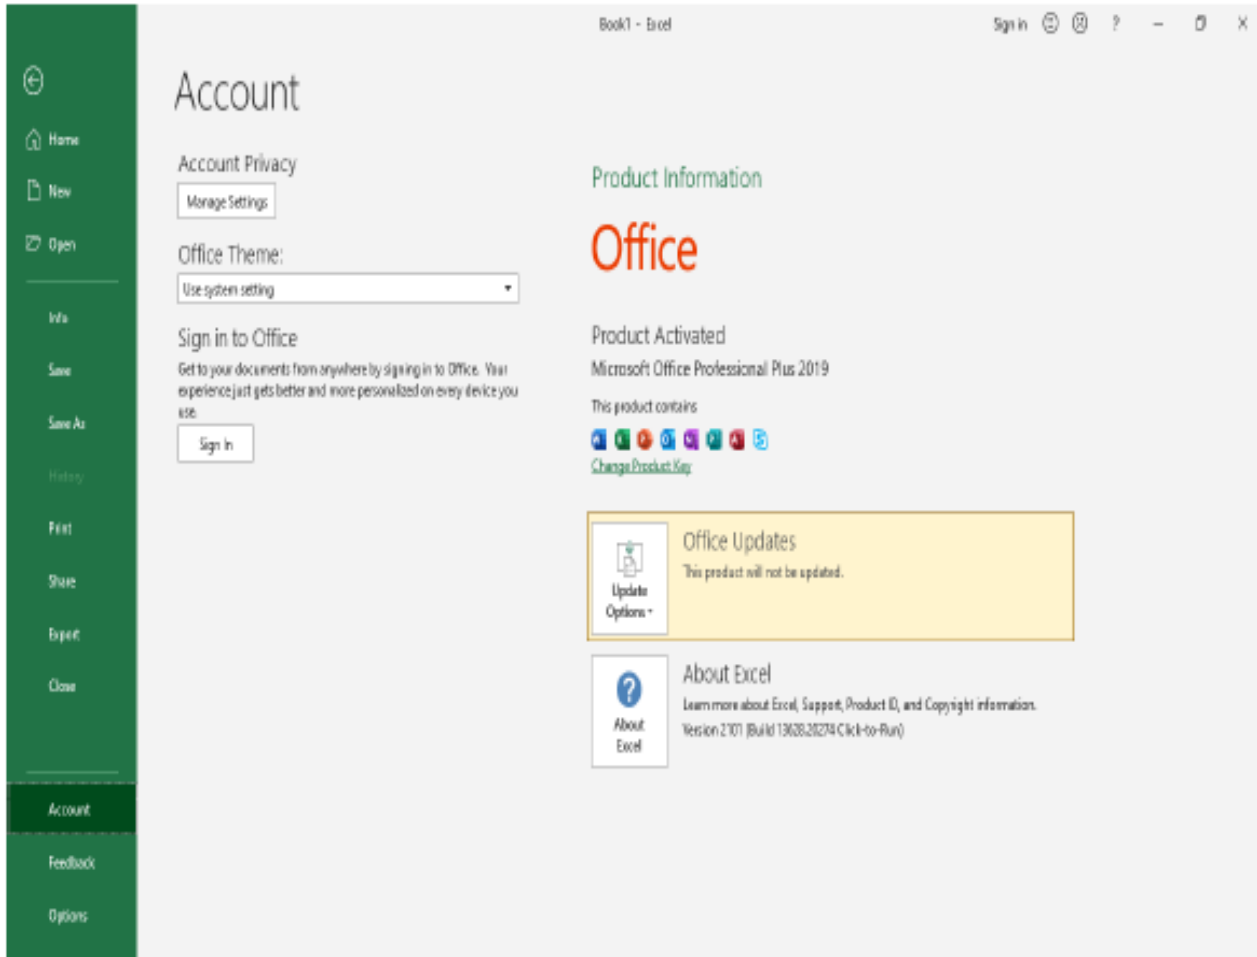 Book1 - Excel
Sign in
?
Account
Home
New
Open
Info
Save
Save As
History
Print
Share
Export
Close
Account
Feedback
Options
Account Privacy
Manage Settings
Office Theme:
Use system setting
Sign in to Office
Get to your documents from anywhere by signing in to Office. Your
experience just gets better and more personalized on every device you
use.
Sign In
Product Information
Office
Product Activated
Microsoft Office Professional Plus 2019
This product contains
Change Product Key
Update
Options
Office Updates
This product will not be updated.
About
Excel
About Excel
Learn more about Excel, Support, Product ID, and Copyright information.
Version 2101 (Build 13628.20274 Click-to-Run)